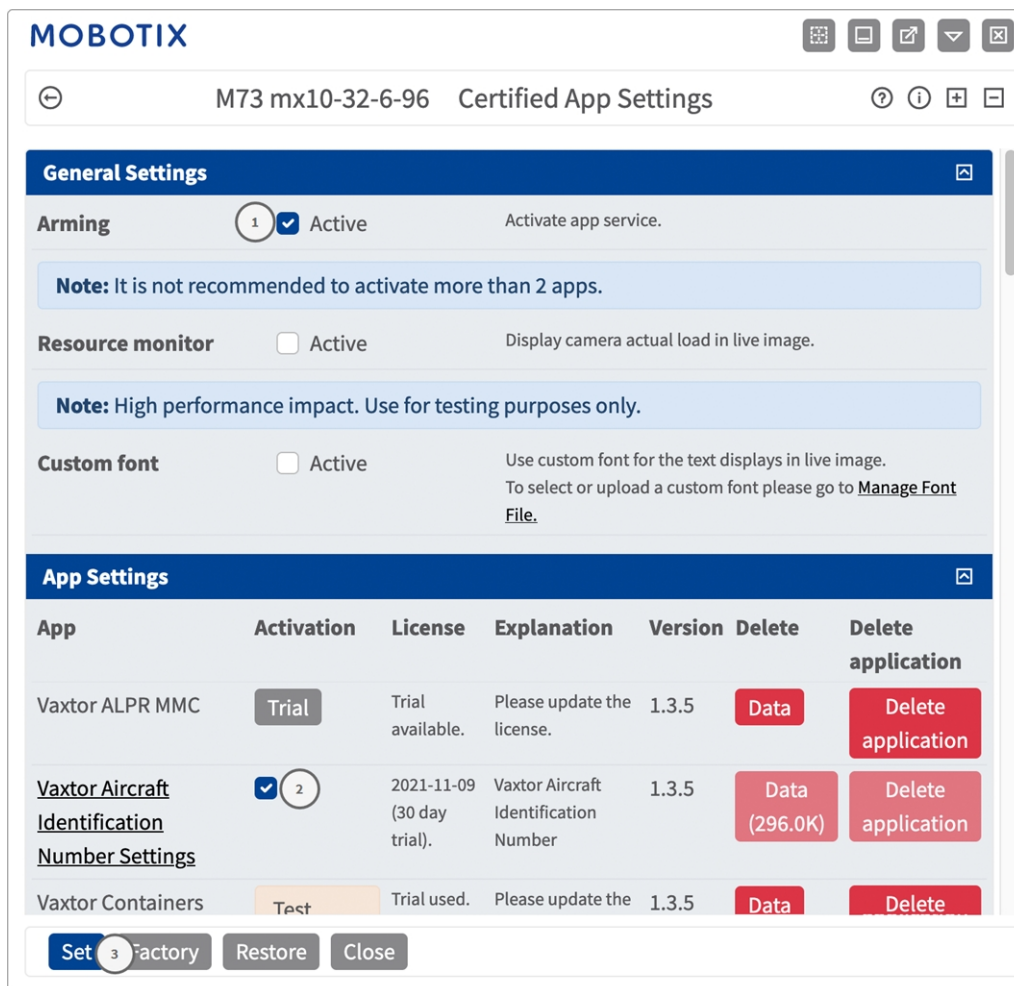 MOBOTIX
M73 mx10-32-6-96 Certified App Settings
General Settings
Arming 1 Active Activate app service.
Note: It is not recommended to activate more than 2 apps.
Resource monitor Active Display camera actual load in live image.
Note: High performance impact. Use for testing purposes only.
Custom font Active Use custom font for the text displays in live image.
To select or upload a custom font please go to Manage Font
File.
App Settings
App Activation License Explanation Version Delete Delete
application
Vaxtor ALPR MMC Trial Trial Please update the 1.3.5 Data Delete
available. license. application
Vaxtor Aircraft 2 2021-11-09 Vaxtor Aircraft 1.3.5 Data Delete
Identification (30 day Identification (296.0K) application
Number Settings trial). Number
Vaxtor Containers Test Trial used. Please update the 1.3.5 Data Delete
Set 3 Factory Restore Close